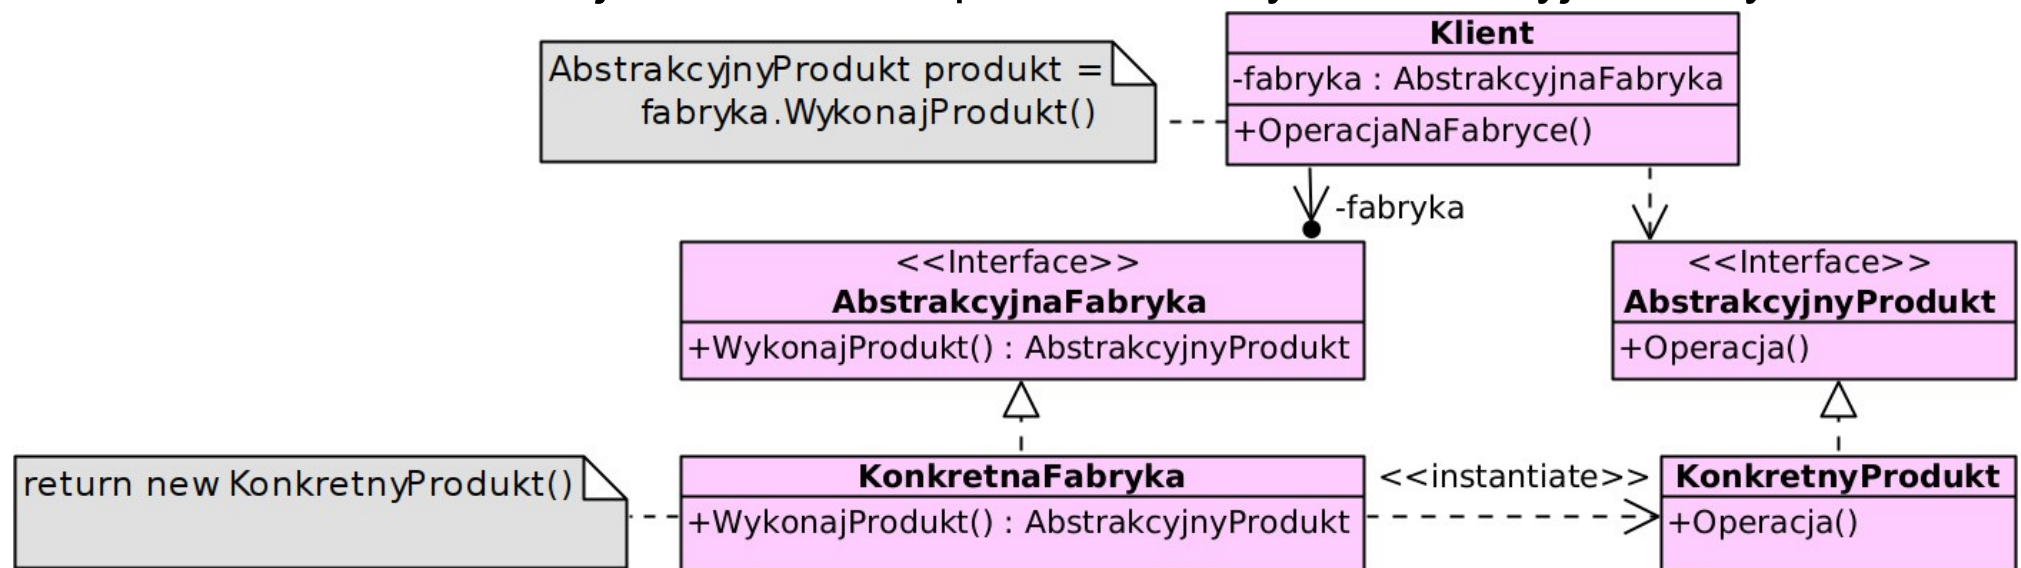 Klient
AbstrakcyjnyProdukt produkt =
fabryka.WykonajProdukt()
-fabryka : AbstrakcyjnaFabryka
+OperacjaNaFabryce()
-fabryka
<<Interface>>
AbstrakcyjnaFabryka
+WykonajProdukt() : AbstrakcyjnyProdukt
<<Interface>>
AbstrakcyjnyProdukt
+Operacja()
return new KonkretnyProdukt()
KonkretnaFabryka
+WykonajProdukt() : AbstrakcyjnyProdukt
<<instantiate>>
KonkretnyProdukt
+Operacja()